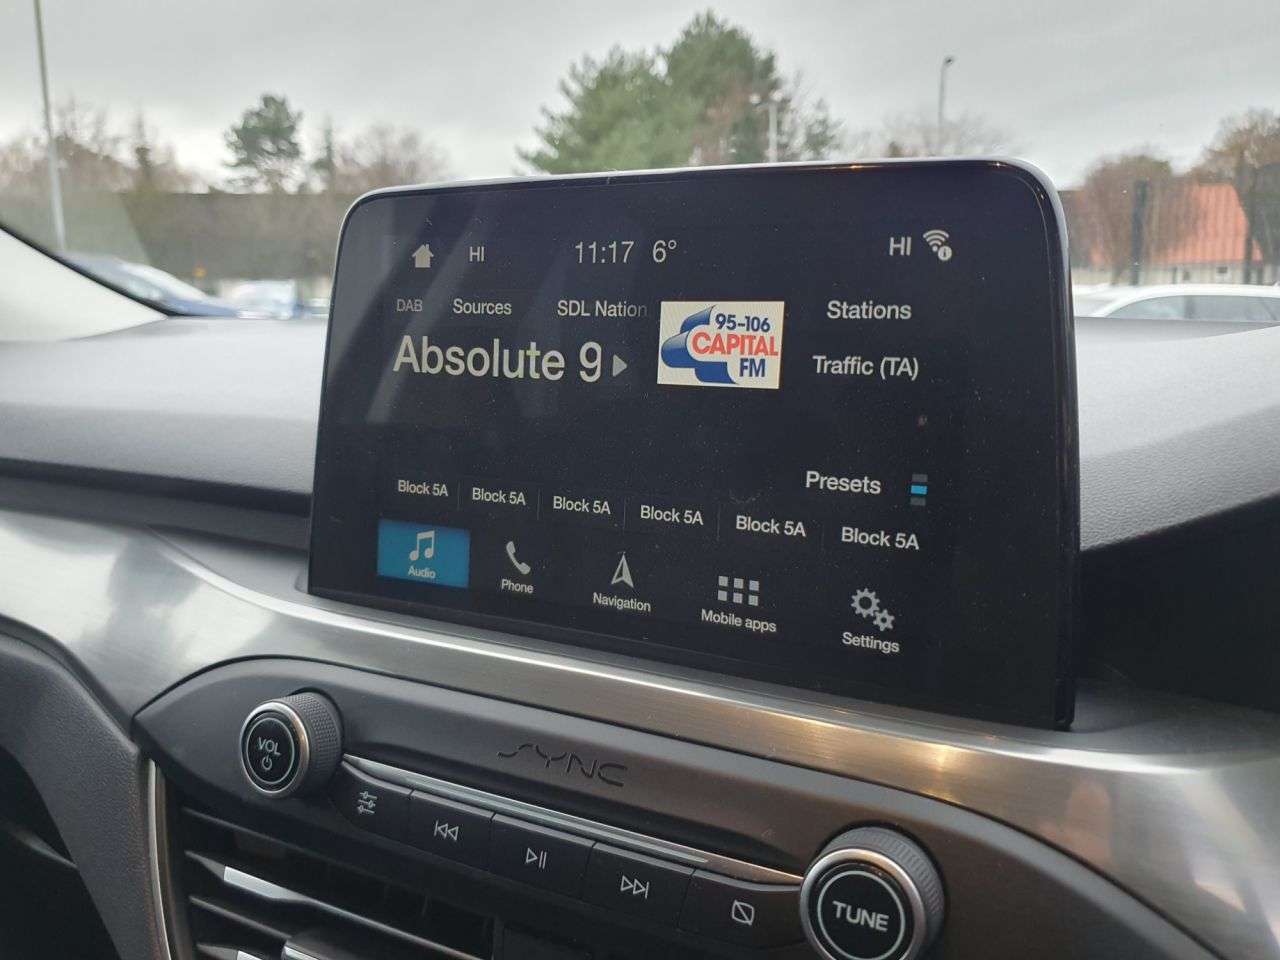 HI 11:17 6° HI
DAB Sources SDL Nation
Absolute 9
95-106
CAPITAL
FM
Stations
Traffic (TA)
Presets
Block 5A Block 5A Block 5A Block 5A Block 5A Block 5A
Audio Phone Navigation Mobile apps Settings
SYNC
VOL
TUNE